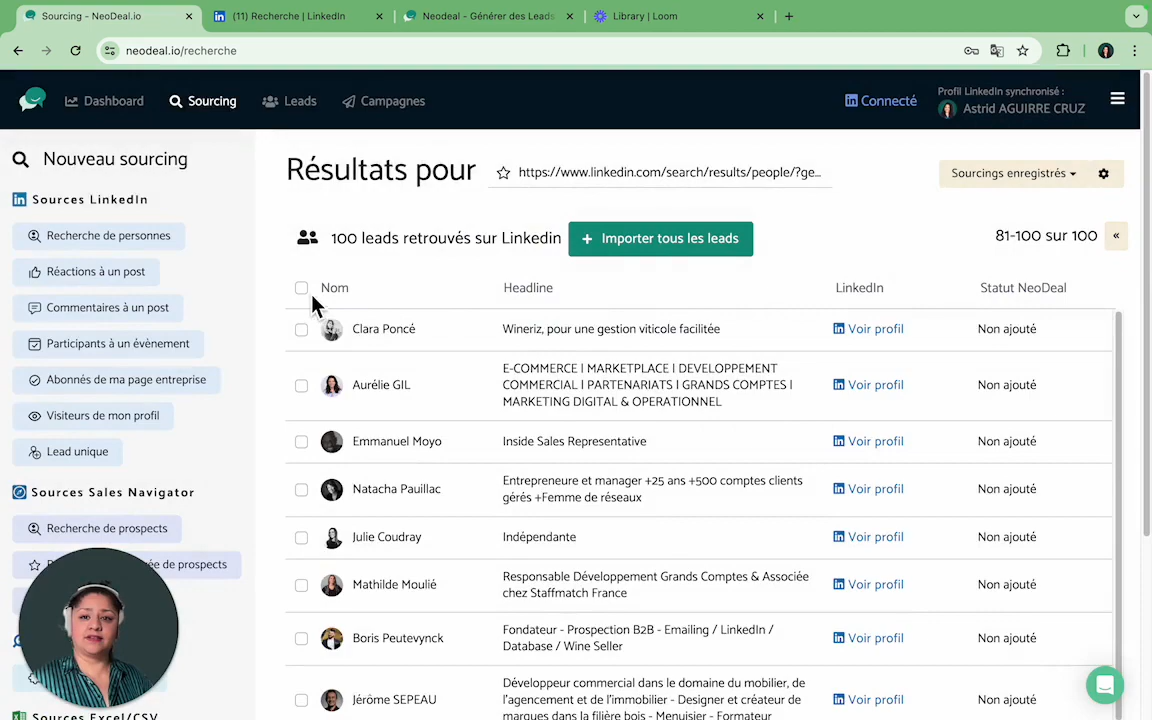 Sourcing - NeoDeal.io
(11) Recherche | LinkedIn
Neodeal - Générer des Leads
Library | Loom
neodeal.io/recherche
Dashboard
Sourcing
Leads
Campagnes
Connecté
Profil LinkedIn synchronisé :
Astrid AGUIRRE CRUZ
Nouveau sourcing
Sources LinkedIn
Recherche de personnes
Réactions à un post
Commentaires à un post
Participants à un évènement
Abonnés de ma page entreprise
Visiteurs de mon profil
Lead unique
Sources Sales Navigator
Recherche de prospects
de prospects
Sources Excel/CSV
Résultats pour
https://www.linkedin.com/search/results/people/?ge...
Sourcings enregistrés
100 leads retrouvés sur Linkedin
+ Importer tous les leads
81-100 sur 100
«
Nom
Headline
LinkedIn
Statut NeoDeal
Clara Poncé
Wineriz, pour une gestion viticole facilitée
Voir profil
Non ajouté
Aurélie GIL
E-COMMERCE I MARKETPLACE I DEVELOPPEMENT
COMMERCIAL I PARTENARIATS I GRANDS COMPTES I
MARKETING DIGITAL & OPERATIONNEL
Voir profil
Non ajouté
Emmanuel Moyo
Inside Sales Representative
Voir profil
Non ajouté
Natacha Pauillac
Entrepreneure et manager +25 ans +500 comptes clients
gérés +Femme de réseaux
Voir profil
Non ajouté
Julie Coudray
Indépendante
Voir profil
Non ajouté
Mathilde Moulié
Responsable Développement Grands Comptes & Associée
chez Staffmatch France
Voir profil
Non ajouté
Boris Peutevynck
Fondateur - Prospection B2B - Emailing / LinkedIn /
Database / Wine Seller
Voir profil
Non ajouté
Jérôme SEPEAU
Développeur commercial dans le domaine du mobilier, de
l'agencement et de l'immobilier - Designer et créateur de
marques dans la filière bois - Menuisier - Formateur
Voir profil
Non ajouté